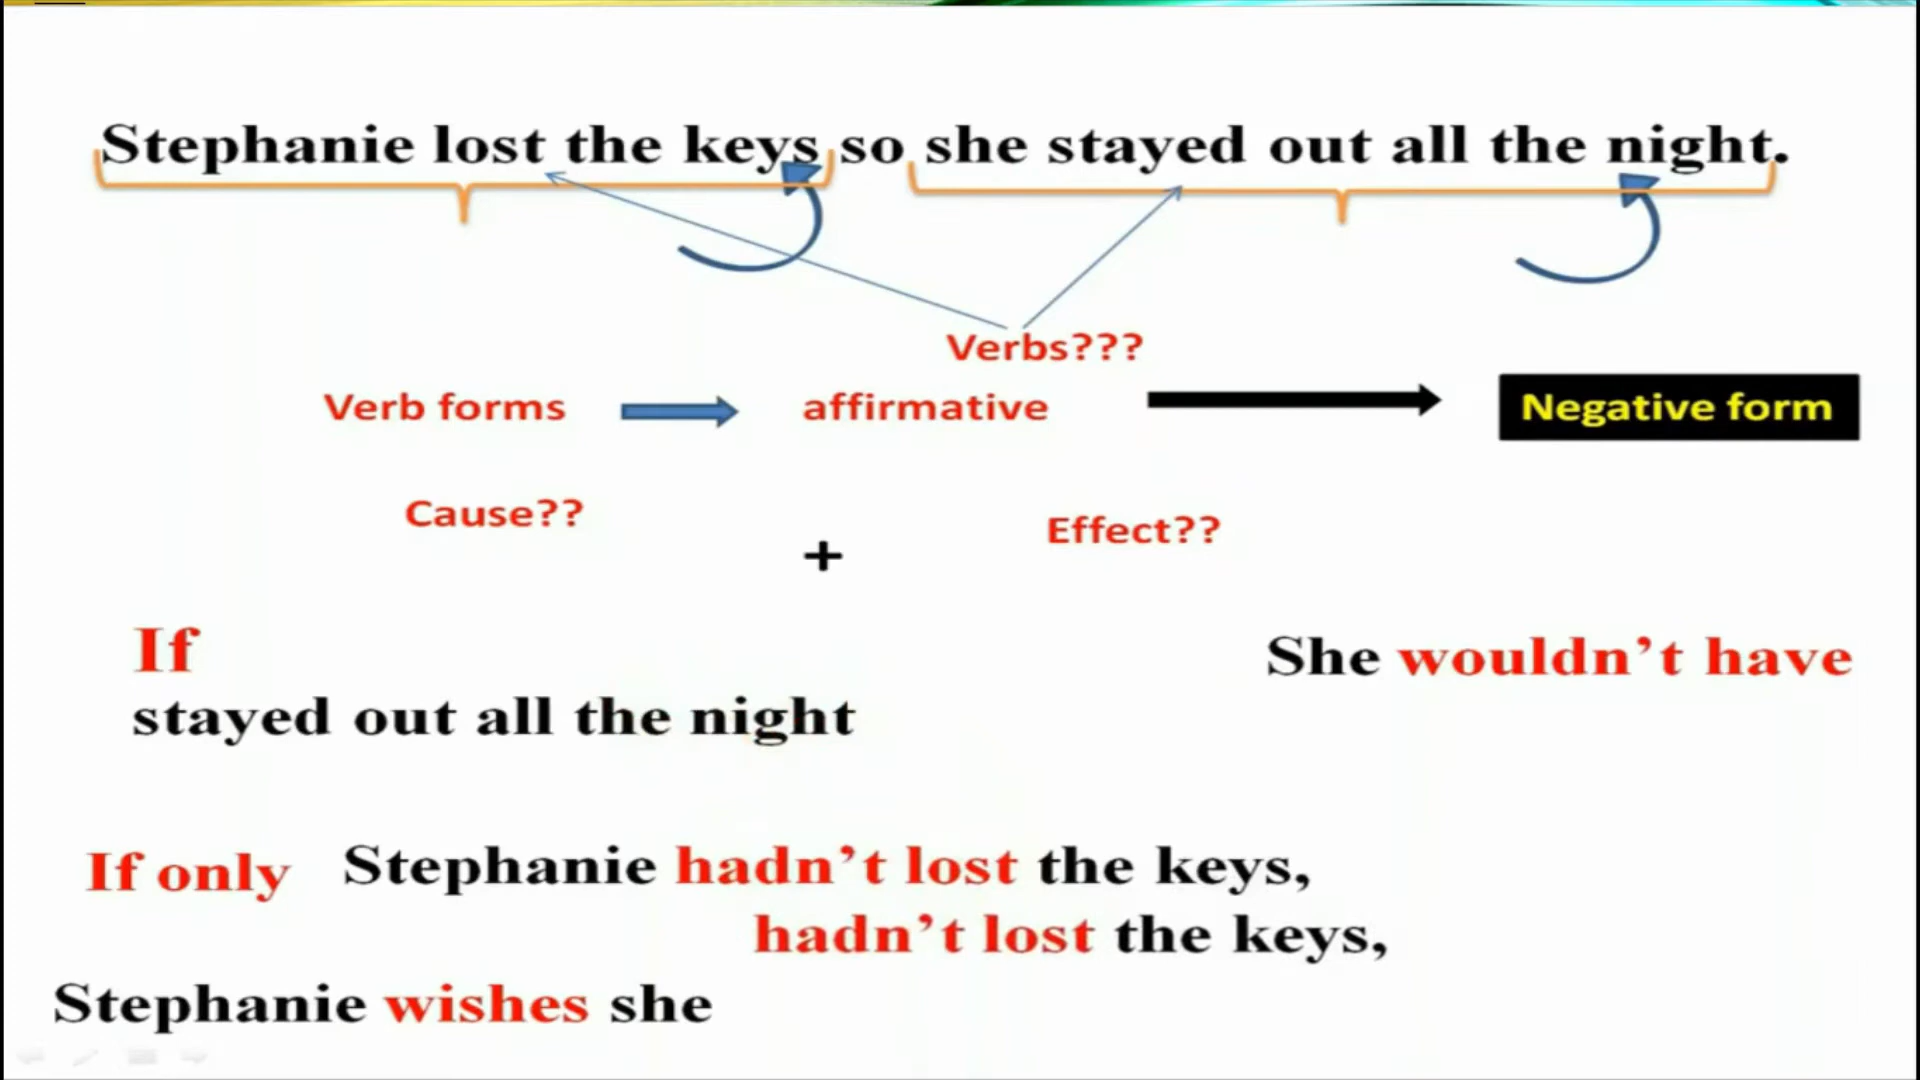 Stephanie lost the keys so she stayed out all the night.
Verbs???
Verb forms affirmative Negative form
Cause?? Effect??
+
If She wouldn’t have
stayed out all the night
If only Stephanie hadn’t lost the keys,
hadn’t lost the keys,
Stephanie wishes she